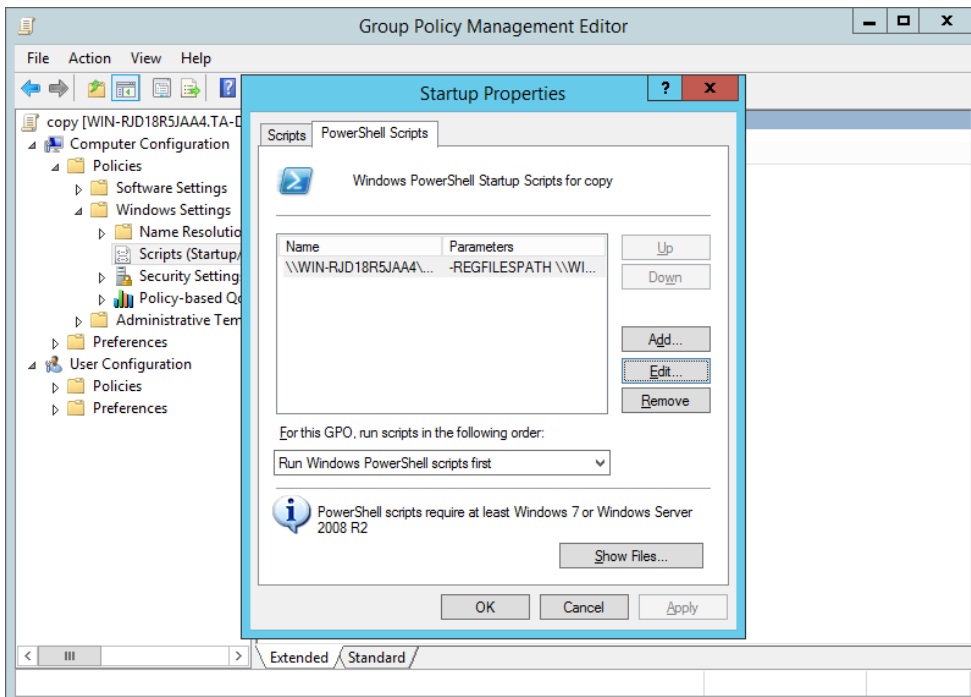 Group Policy Management Editor
File Action View Help
copy [WIN-RJD18R5JAA4.TA-D
Computer Configuration
Policies
Software Settings
Windows Settings
Name Resolutio
Scripts (Startup/
Security Setting
Policy-based Qo
Administrative Tem
Preferences
User Configuration
Policies
Preferences
Startup Properties
Scripts
PowerShell Scripts
Windows PowerShell Startup Scripts for copy
Name Parameters
\\WIN-RJD18R5JAA4\... -REGFILESPATH \\WI...
Up
Down
Add...
Edit...
Remove
For this GPO, run scripts in the following order:
Run Windows PowerShell scripts first
PowerShell scripts require at least Windows 7 or Windows Server
2008 R2
Show Files...
OK Cancel Apply
Extended Standard